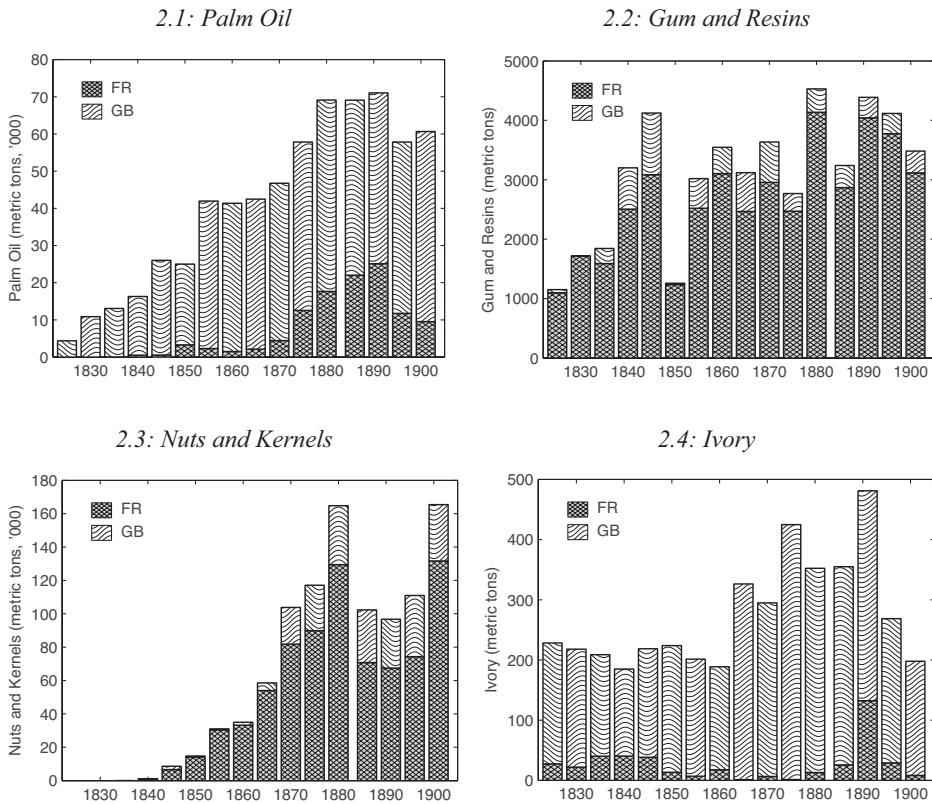 2.1: Palm Oil
80
70
60
50
40
30
20
10
0
Palm Oil (metric tons, '000)
FR
GB
1830 1840 1850 1860 1870 1880 1890 1900
2.2: Gum and Resins
5000
4000
3000
2000
1000
0
Gum and Resins (metric tons)
FR
GB
1830 1840 1850 1860 1870 1880 1890 1900
2.3: Nuts and Kernels
180
160
140
120
100
80
60
40
20
0
Nuts and Kernels (metric tons, '000)
FR
GB
1830 1840 1850 1860 1870 1880 1890 1900
2.4: Ivory
500
400
300
200
100
0
Ivory (metric tons)
FR
GB
1830 1840 1850 1860 1870 1880 1890 1900